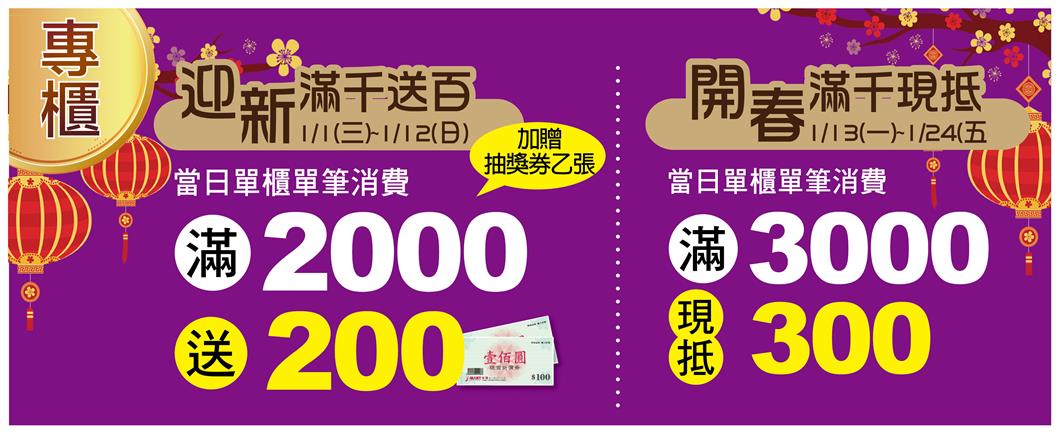 專櫃
迎新滿千送百
1/1(三)~1/12(日)
加贈
抽獎券乙張
當日單櫃單筆消費
滿2000
送200
壹佰圓
$100
開春滿千現抵
1/13(一)~1/24(五
當日單櫃單筆消費
滿3000
現抵300